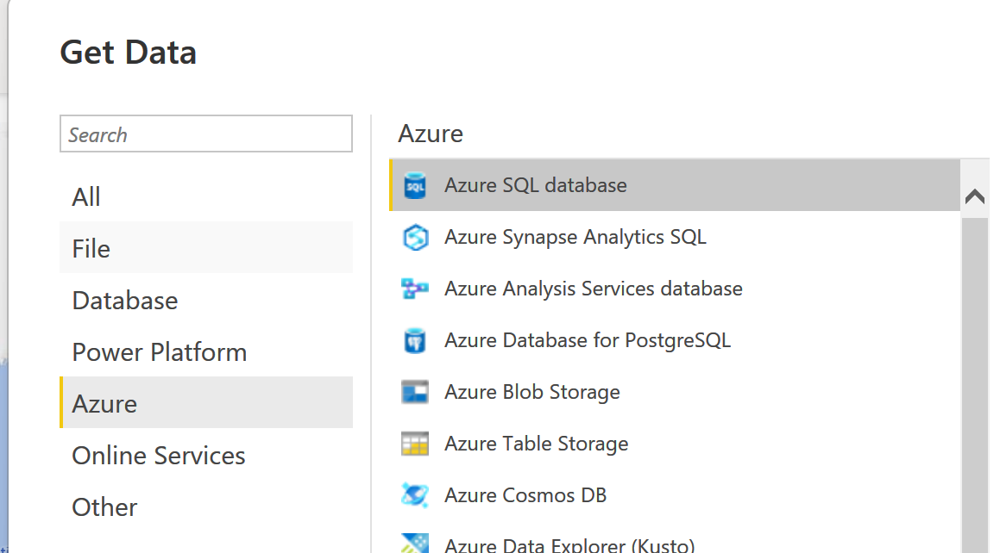 Get Data
Search
All
File
Database
Power Platform
Azure
Online Services
Other
Azure
Azure SQL database
Azure Synapse Analytics SQL
Azure Analysis Services database
Azure Database for PostgreSQL
Azure Blob Storage
Azure Table Storage
Azure Cosmos DB
Azure Data Explorer (Kusto)